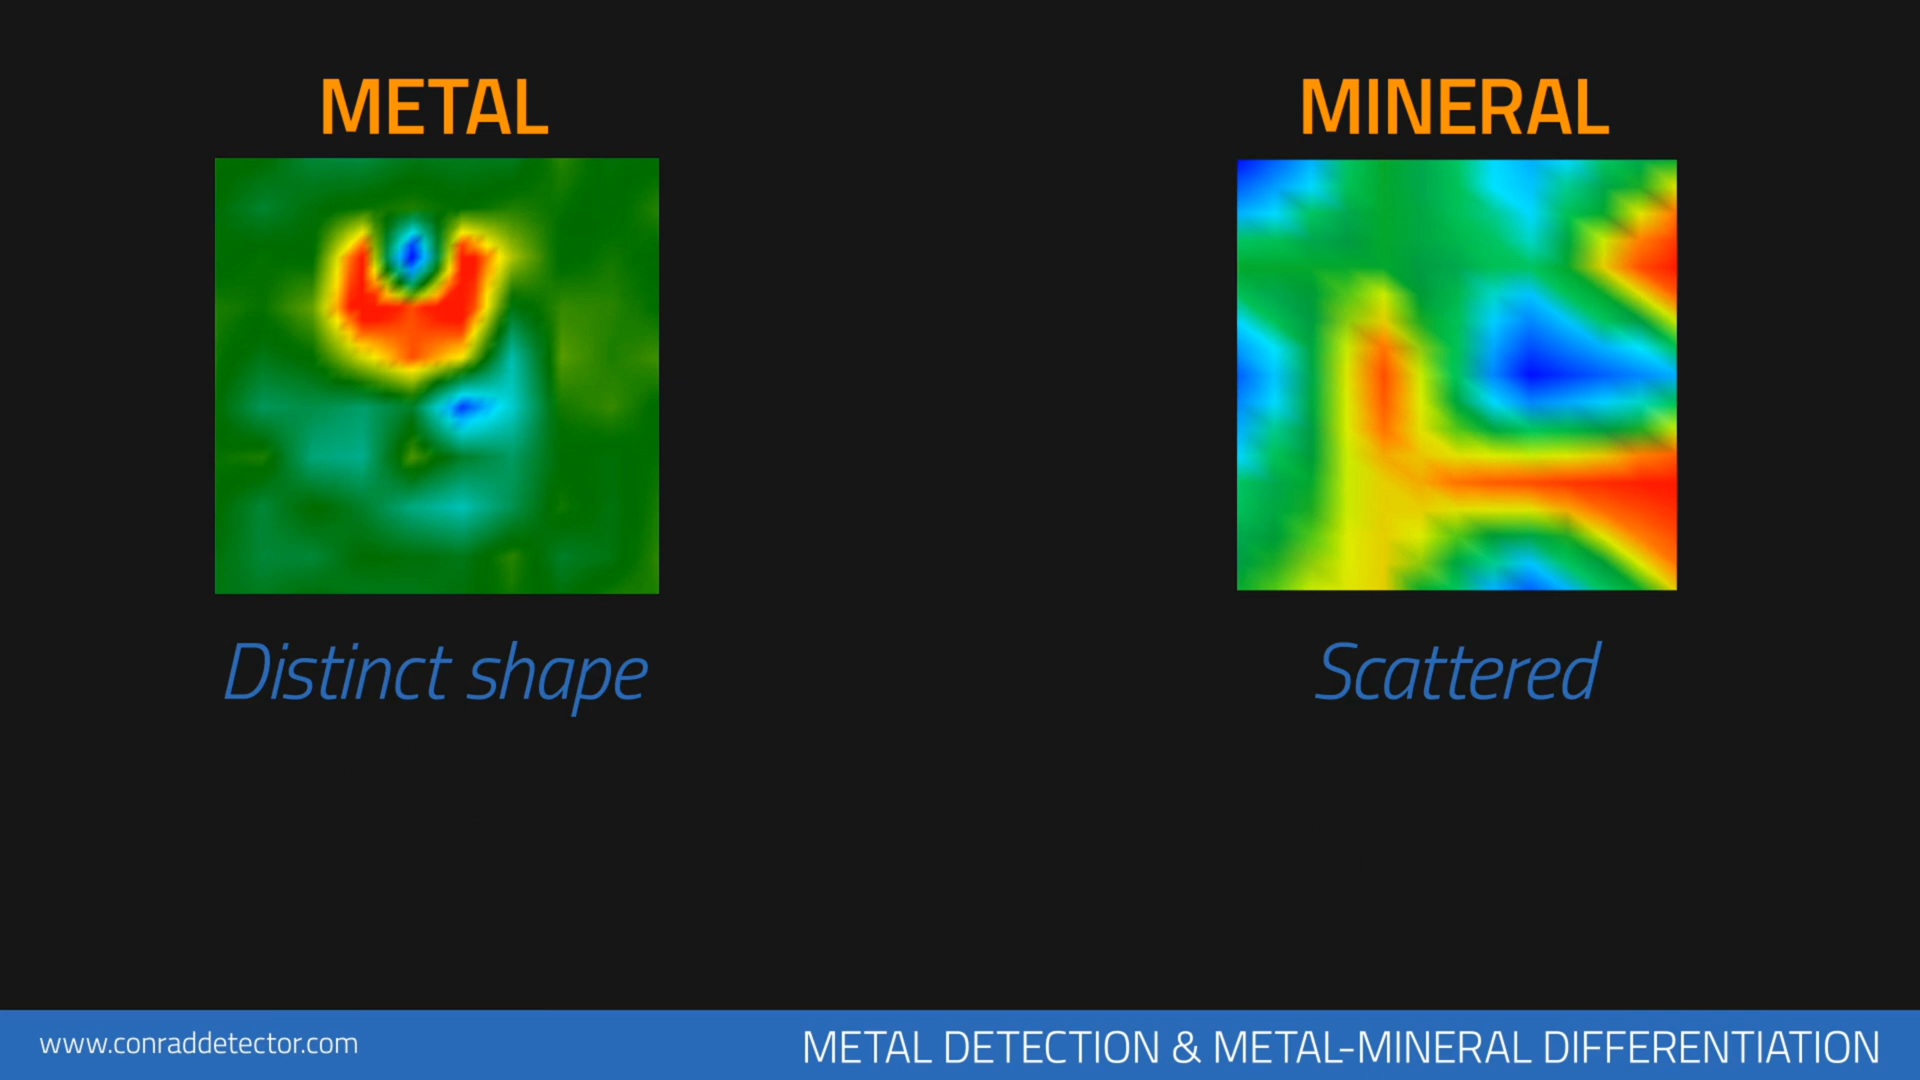 METAL
MINERAL
Distinct shape
Scattered
www.conraddetector.com
METAL DETECTION & METAL-MINERAL DIFFERENTIATION